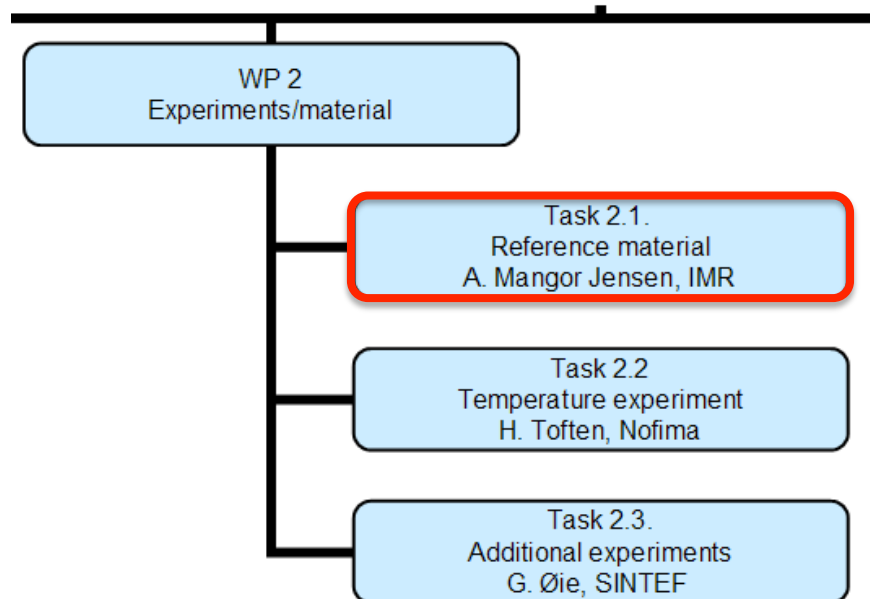 WP 2
Experiments/material
Task 2.1.
Reference material
A. Mangor Jensen, IMR
Task 2.2
Temperature experiment
H. Toften, Nofima
Task 2.3.
Additional experiments
G. Øie, SINTEF